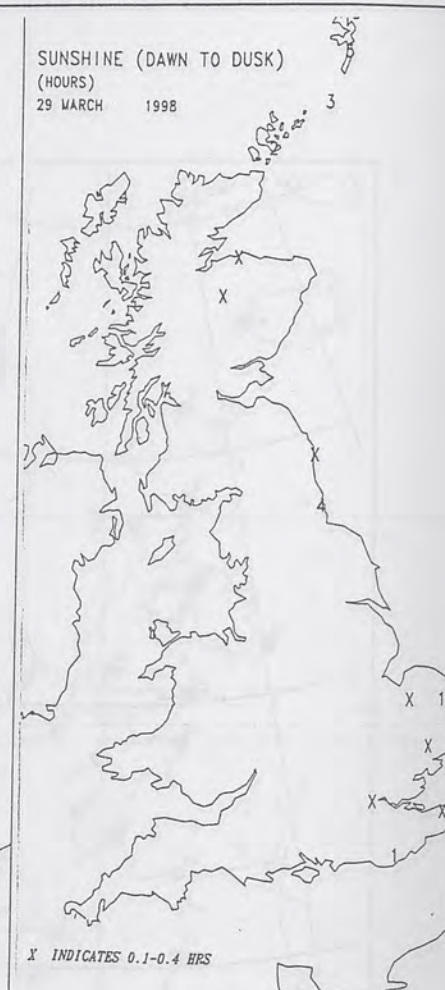 SUNSHINE (DAWN TO DUSK)
(HOURS)
29 MARCH 1998
3
X
X
X
4
X 1
X
X X
1
X INDICATES 0.1-0.4 HRS